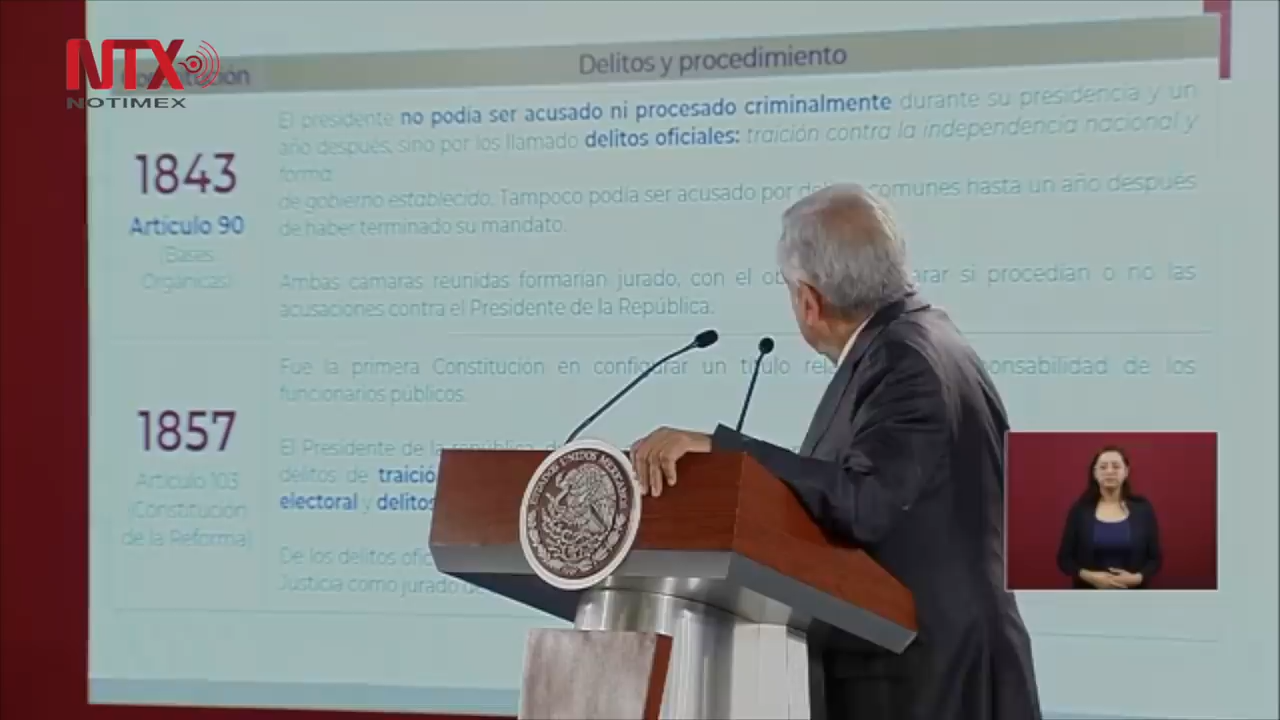 NTX
NOTIMEX
Delitos y procedimiento
1843
Artículo 90
(Bases
Orgánicas)
El presidente no podía ser acusado ni procesado criminalmente durante su presidencia y un
año después, sino por los llamado delitos oficiales: traición contra la independencia nacional y
forma
de gobierno establecido. Tampoco podía ser acusado por comunes hasta un año después
de haber terminado su mandato.
Ambas cámaras reunidas formarían jurado, con el si procedían o no las
acusaciones contra el Presidente de la República.
1857
Artículo 103
(Constitución
de la Reforma)
Fue la primera Constitución en configurar un título de los
funcionarios públicos.
El Presidente de la república,
delitos de
electoral y delitos
De los delitos
Justicia como jurado
ESTADOS UNIDOS MEXICANOS